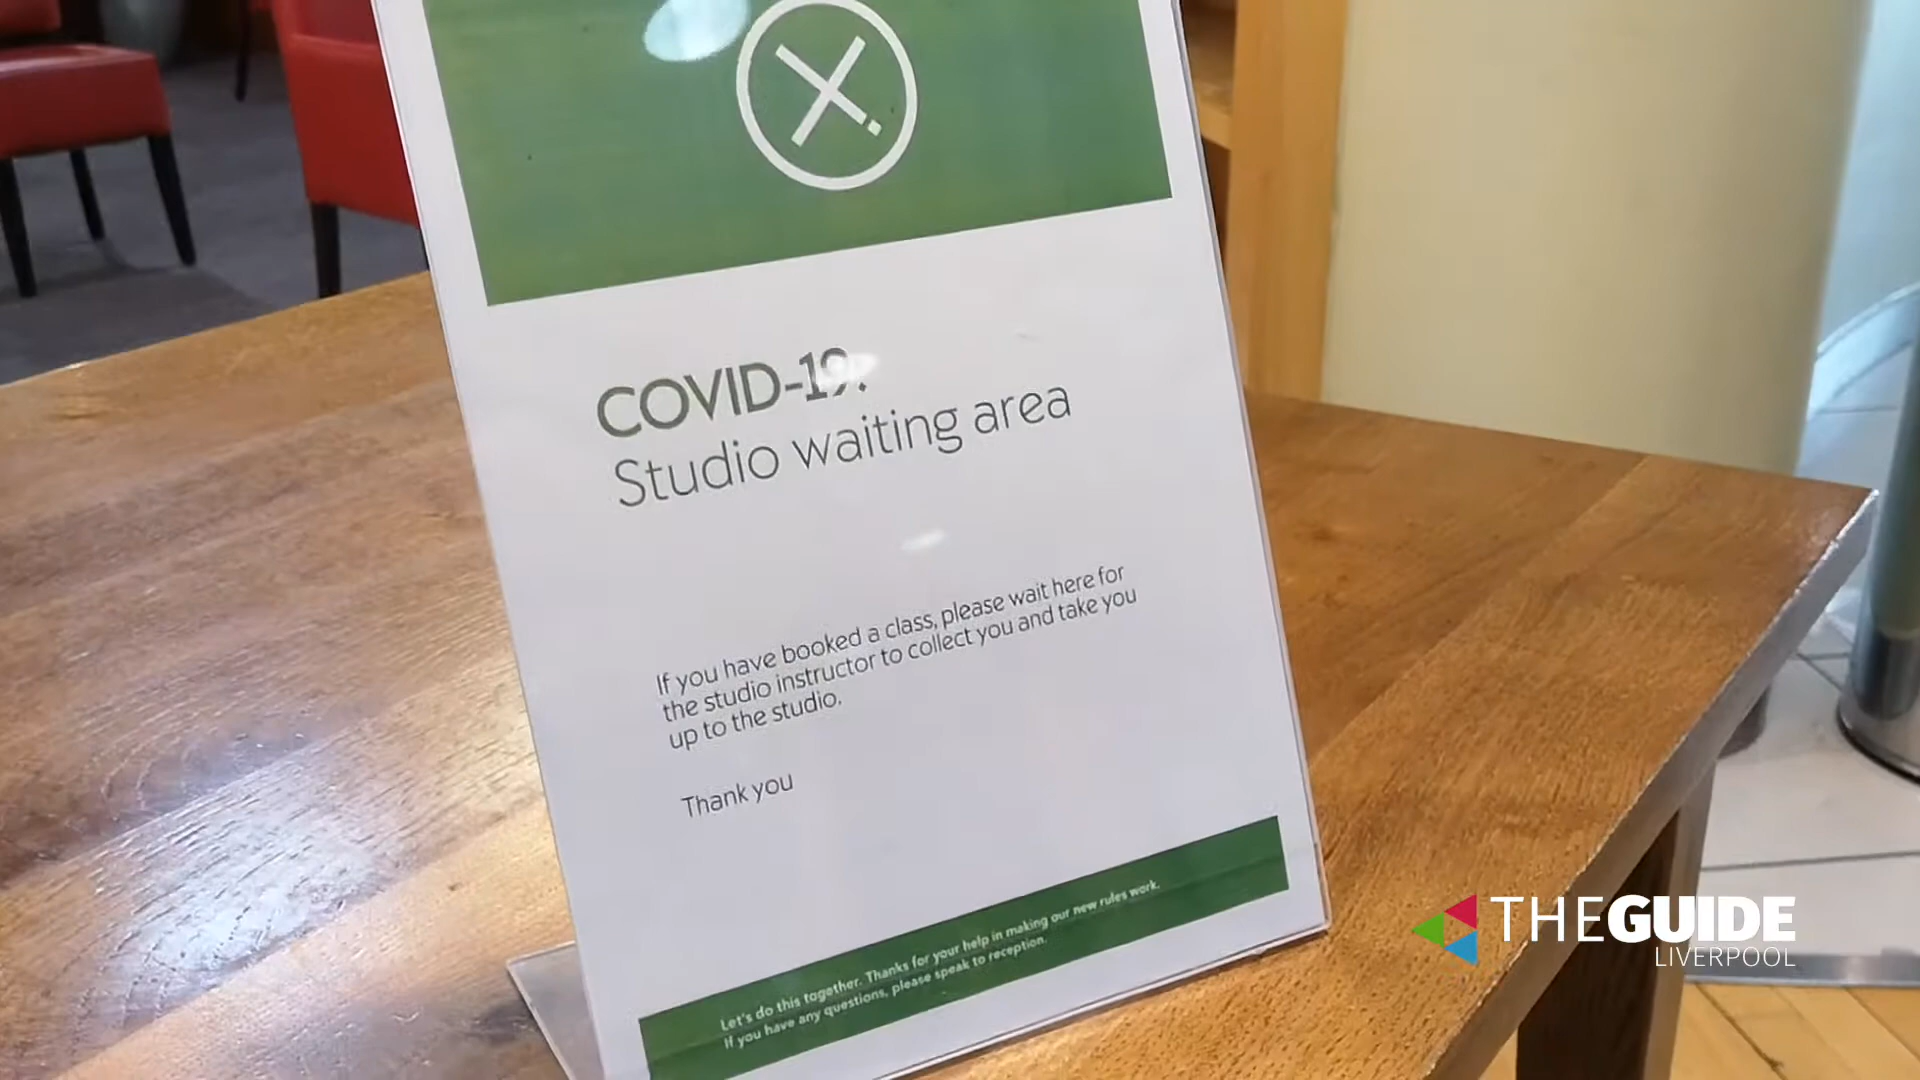 COVID-19:
Studio waiting area
If you have booked a class, please wait here for
the studio instructor to collect you and take you
up to the studio.
Thank you
Let's do this together. Thanks for your help in making our new rules work.
If you have any questions, please speak to reception.
THEGUIDE
LIVERPOOL